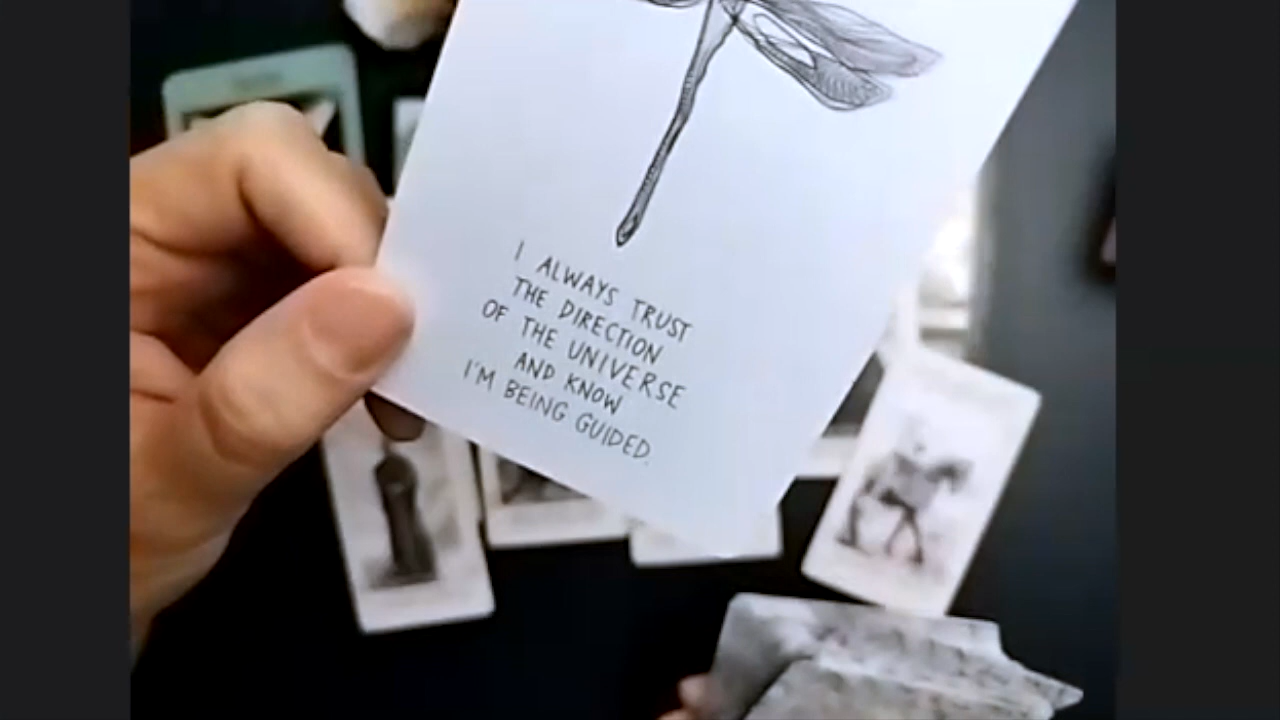 I ALWAYS TRUST
THE DIRECTION
OF THE UNIVERSE
AND KNOW
I'M BEING GUIDED.